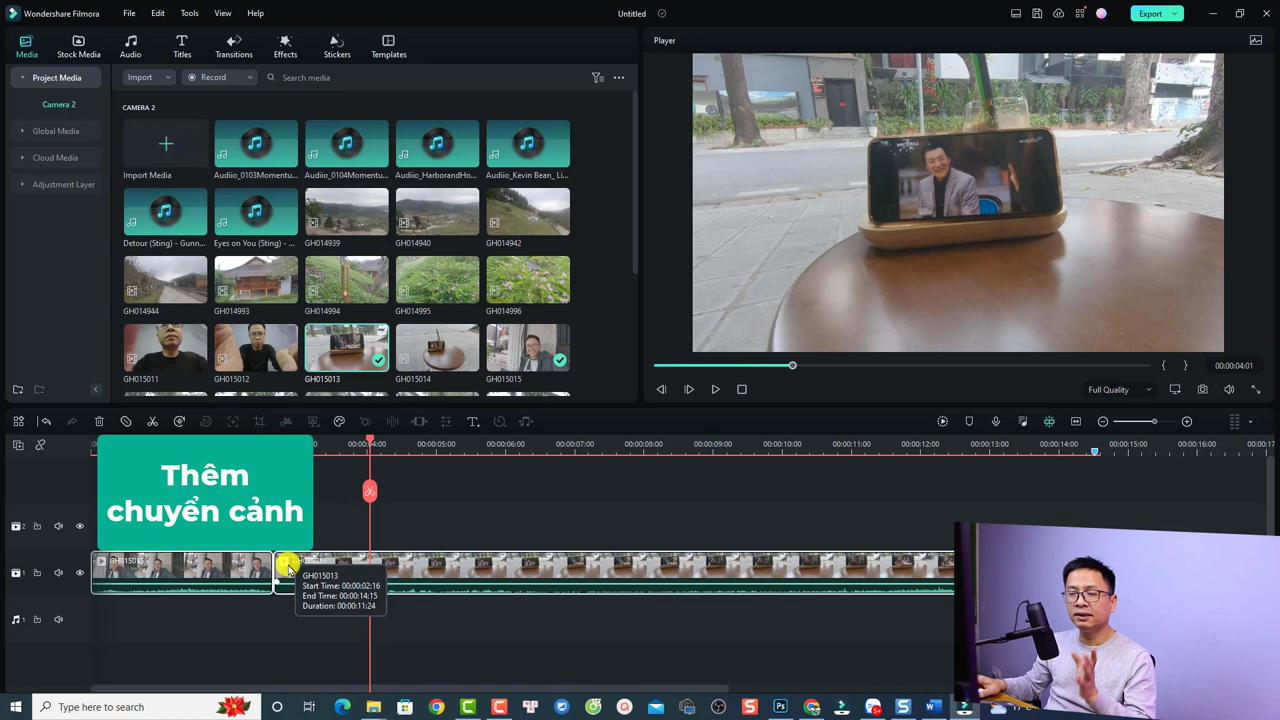 Wondershare Filmora
File
Edit
Tools
View
Help
Untitled
Export
Media
Stock Media
Audio
Titles
Transitions
Effects
Stickers
Templates
Player
Project Media
Import
Record
Search media
Camera 2
CAMERA 2
Global Media
Cloud Media
Adjustment Layer
Import Media
Audiio_0103Momentu...
Audiio_0104Momentu...
Audiio_HarborandHo...
Audiio_Kevin Bean_ Li...
Detour (Sting) - Gunn...
Eyes on You (Sting) - ...
GH014939
GH014940
GH014942
GH014944
GH014993
GH014994
GH014995
GH014996
GH015011
GH015012
GH015013
GH015014
GH015015
00:00:04:01
Full Quality
00:00:04:00
00:00:05:00
00:00:06:00
00:00:07:00
00:00:08:00
00:00:09:00
00:00:10:00
00:00:11:00
00:00:12:00
00:00:13:00
00:00:14:00
00:00:15:00
00:00:16:00
00:00:17
Thêm
chuyển cảnh
GH015013
Start Time: 00:00:02:16
End Time: 00:00:14:15
Duration: 00:00:11:24
Type here to search